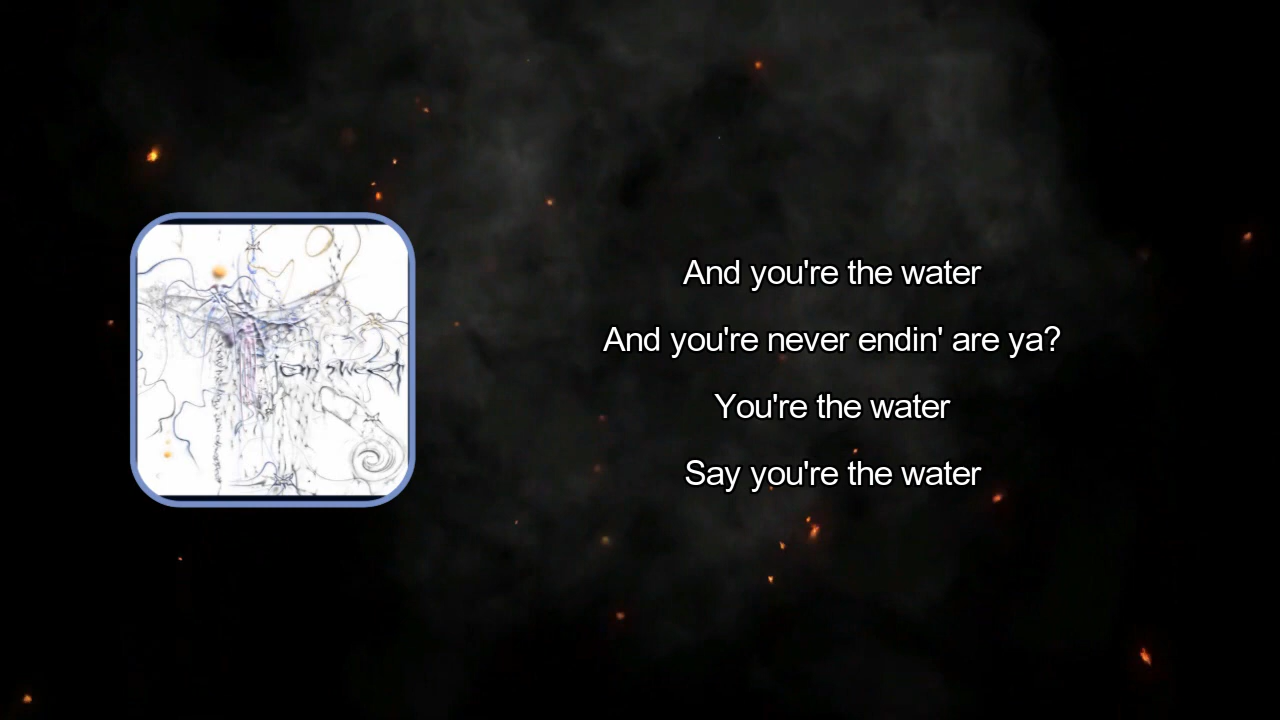 And you're the water
And you're never endin' are ya?
You're the water
Say you're the water